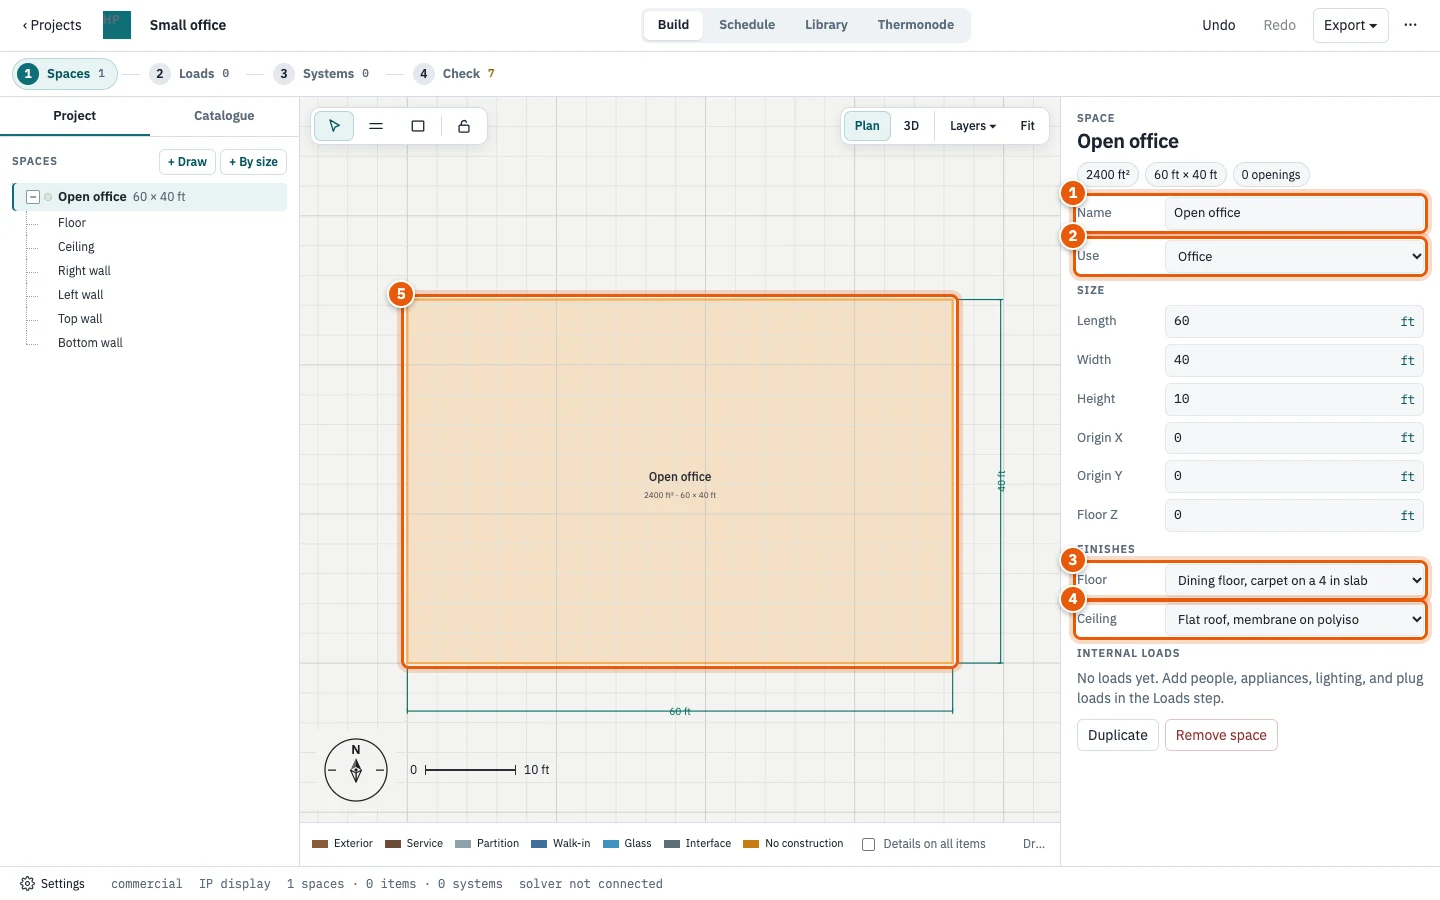 ‹ Projects
HP
Small office
Build
Schedule
Library
Thermonode
Undo
Redo
Export
···
1 Spaces 1
2 Loads 0
3 Systems 0
4 Check 7
Project
Catalogue
SPACES
+ Draw
+ By size
Open office 60 × 40 ft
Floor
Ceiling
Right wall
Left wall
Top wall
Bottom wall
Plan
3D
Layers
Fit
5
Open office
2400 ft² · 60 × 40 ft
40 ft
60 ft
N
0
10 ft
Exterior
Service
Partition
Walk-in
Glass
Interface
No construction
Details on all items
Dr...
SPACE
Open office
2400 ft²
60 ft × 40 ft
0 openings
1
Name Open office
2
Use Office
SIZE
Length 60 ft
Width 40 ft
Height 10 ft
Origin X 0 ft
Origin Y 0 ft
Floor Z 0 ft
FINISHES
3
Floor Dining floor, carpet on a 4 in slab
4
Ceiling Flat roof, membrane on polyiso
INTERNAL LOADS
No loads yet. Add people, appliances, lighting, and plug
loads in the Loads step.
Duplicate
Remove space
Settings
commercial
IP display
1 spaces · 0 items · 0 systems
solver not connected